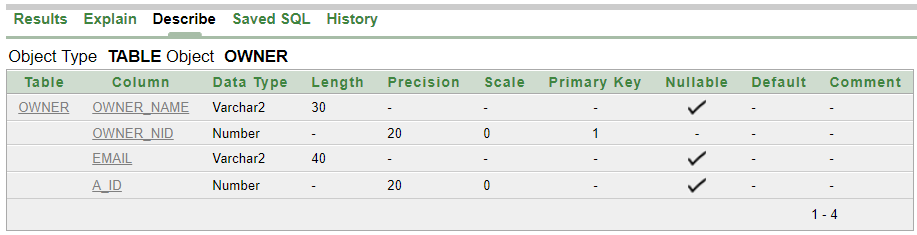 Results Explain Describe Saved SQL History
Object Type TABLE Object OWNER
Table Column Data Type Length Precision Scale Primary Key Nullable Default Comment
OWNER OWNER_NAME Varchar2 30 - - - ✓ - -
OWNER_NID Number - 20 0 1 - - -
EMAIL Varchar2 40 - - - ✓ - -
A_ID Number - 20 0 - ✓ - -
1 - 4